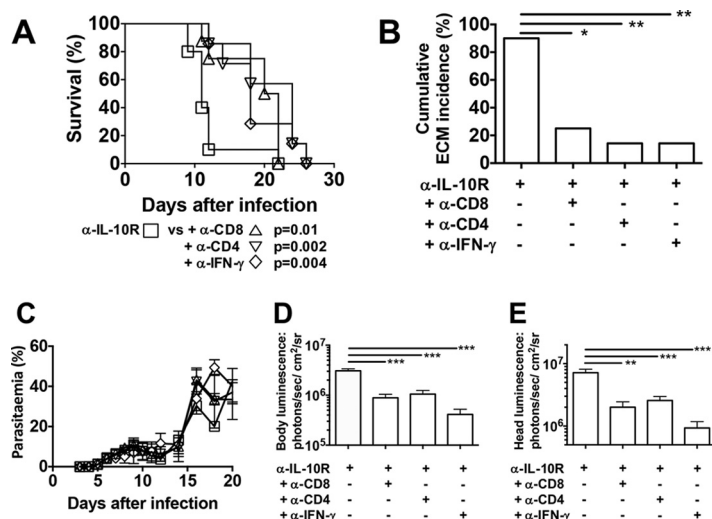 A
Survival (%)
100
80
60
40
20
0
0
10
20
30
Days after infection
α-IL-10R □ vs + α-CD8 △ p=0.01
+ α-CD4 ▽ p=0.002
+ α-IFN-γ ◇ p=0.004
B
Cumulative
ECM incidence (%)
100
80
60
40
20
0
*
**
**
α-IL-10R + + + +
+ α-CD8 - + - -
+ α-CD4 - - + -
+ α-IFN-γ - - - +
C
Parasitaemia (%)
60
40
20
0
0
5
10
15
20
Days after infection
D
Body luminescence:
photons/sec/ cm²/sr
10⁷
10⁶
10⁵
***
***
***
α-IL-10R + + + +
+ α-CD8 - + - -
+ α-CD4 - - + -
+ α-IFN-γ - - - +
E
Head luminescence:
photons/sec/ cm²/sr
10⁷
10⁶
**
***
***
α-IL-10R + + + +
+ α-CD8 - + - -
+ α-CD4 - - + -
+ α-IFN-γ - - - +